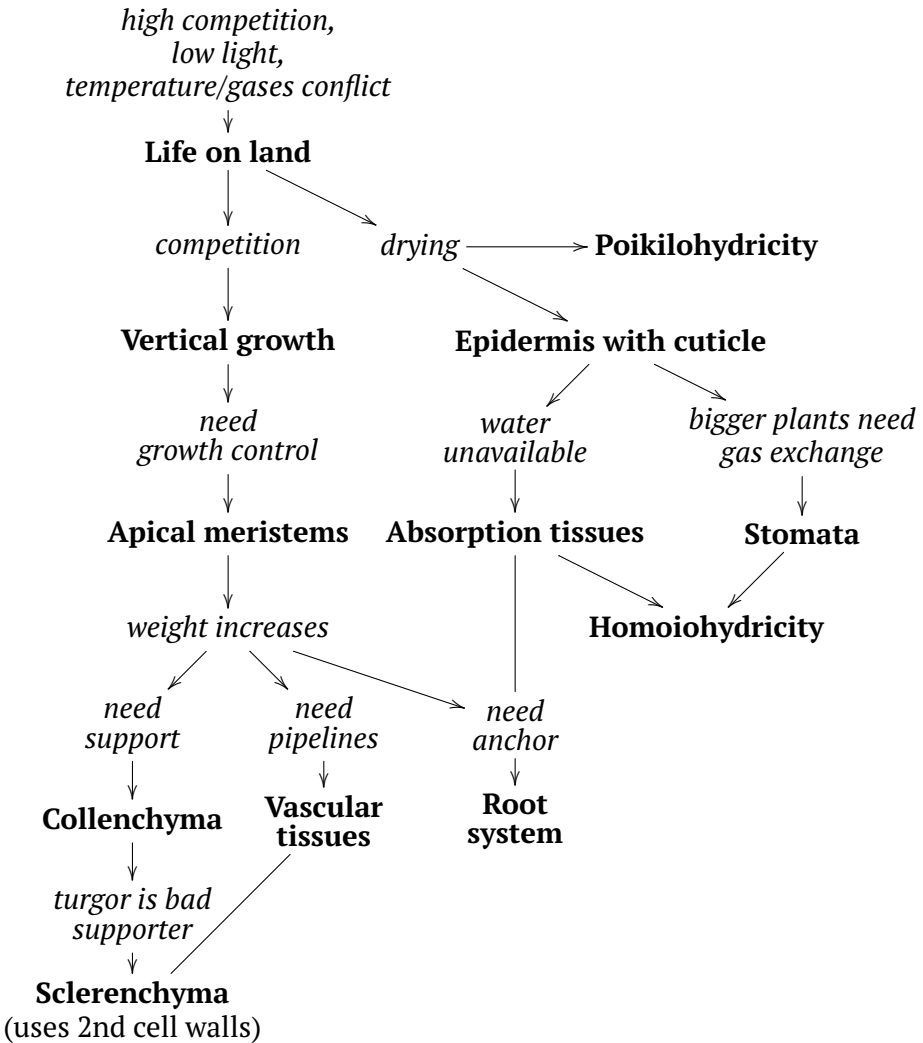 high competition,
low light,
temperature/gases conflict
Life on land
competition
drying
Poikilohydricity
Vertical growth
Epidermis with cuticle
need
growth control
water
unavailable
bigger plants need
gas exchange
Apical meristems
Absorption tissues
Stomata
weight increases
Homoiohydricity
need
support
need
pipelines
need
anchor
Collenchyma
Vascular
tissues
Root
system
turgor is bad
supporter
Sclerenchyma
(uses 2nd cell walls)